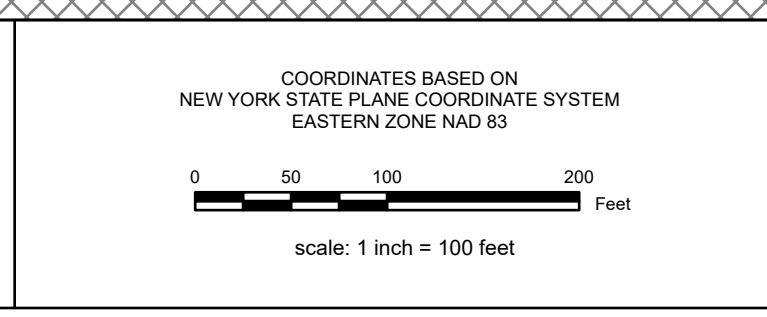 COORDINATES BASED ON
NEW YORK STATE PLANE COORDINATE SYSTEM
EASTERN ZONE NAD 83
0 50 100 200
Feet
scale: 1 inch = 100 feet